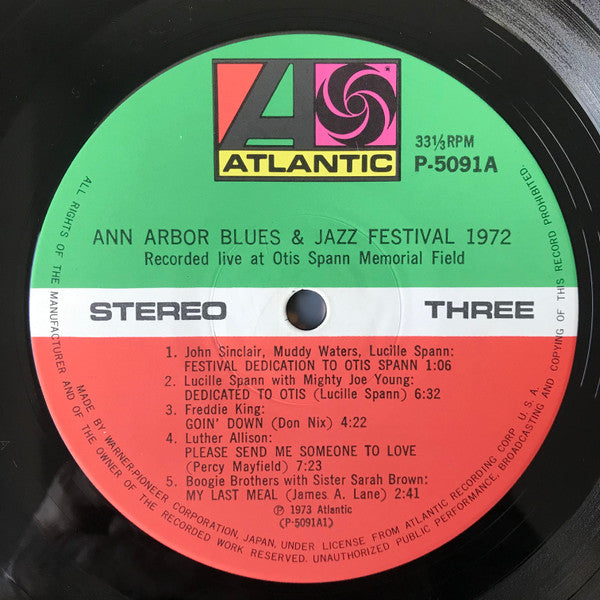 ATLANTIC
33⅓RPM
P-5091A
ANN ARBOR BLUES & JAZZ FESTIVAL 1972
Recorded live at Otis Spann Memorial Field
STEREO THREE
1. John Sinclair, Muddy Waters, Lucille Spann:
FESTIVAL DEDICATION TO OTIS SPANN 1:06
2. Lucille Spann with Mighty Joe Young:
DEDICATED TO OTIS (Lucille Spann) 6:32
3. Freddie King:
GOIN' DOWN (Don Nix) 4:22
4. Luther Allison:
PLEASE SEND ME SOMEONE TO LOVE
(Percy Mayfield) 7:23
5. Boogie Brothers with Sister Sarah Brown:
MY LAST MEAL (James A. Lane) 2:41
Ⓟ 1973 Atlantic
(P-5091A1)
MADE BY WARNER-PIONEER CORPORATION, JAPAN, UNDER LICENSE FROM ATLANTIC RECORDING CORP. U.S.A.
ALL RIGHTS OF THE MANUFACTURER AND OF THE OWNER OF THE RECORDED WORK RESERVED. UNAUTHORIZED PUBLIC PERFORMANCE, BROADCASTING AND COPYING OF THIS RECORD PROHIBITED.